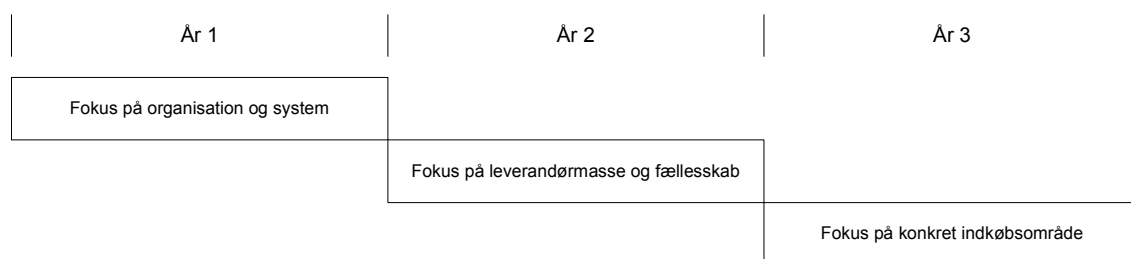 År 1 År 2 År 3
Fokus på organisation og system
Fokus på leverandørmasse og fællesskab
Fokus på konkret indkøbsområde